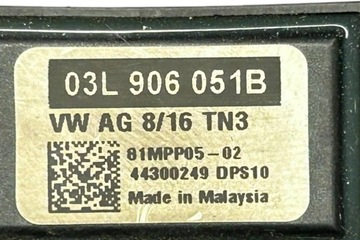 03L 906 051B
VW AG 8/16 TN3
81MPP05-02
44300249 DPS10
Made in Malaysia